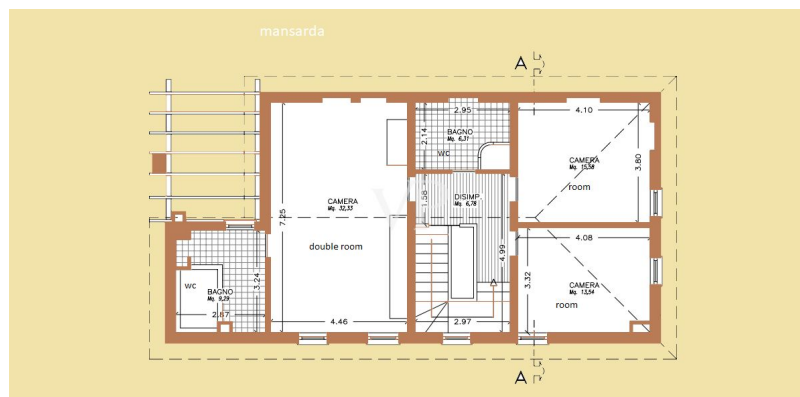 mansarda
A
2.95
4.10
2.14
BAGNO
Mq. 6,31
WC
CAMERA
Mq. 15,58
3.80
room
1.58
DISIMP.
Mq. 6,78
CAMERA
Mq. 32,33
7.25
double room
4.99
4.08
3.32
CAMERA
Mq. 13,54
room
3.24
WC
BAGNO
Mq. 9,29
2.87
4.46
2.97
A